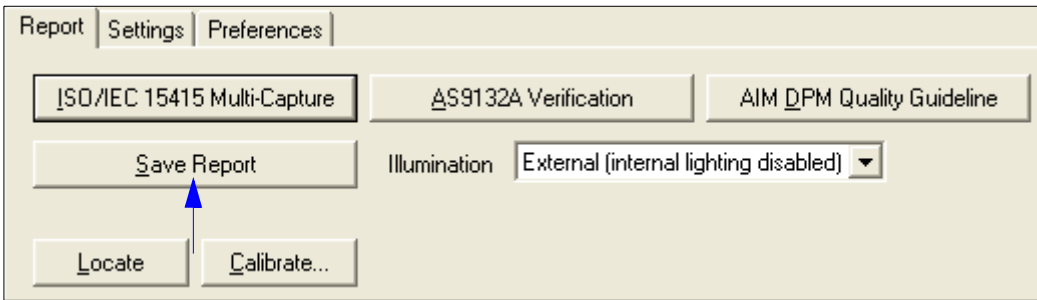 Report Settings Preferences
ISO/IEC 15415 Multi-Capture AS9132A Verification AIM DPM Quality Guideline
Save Report Illumination External (internal lighting disabled)
Locate Calibrate...